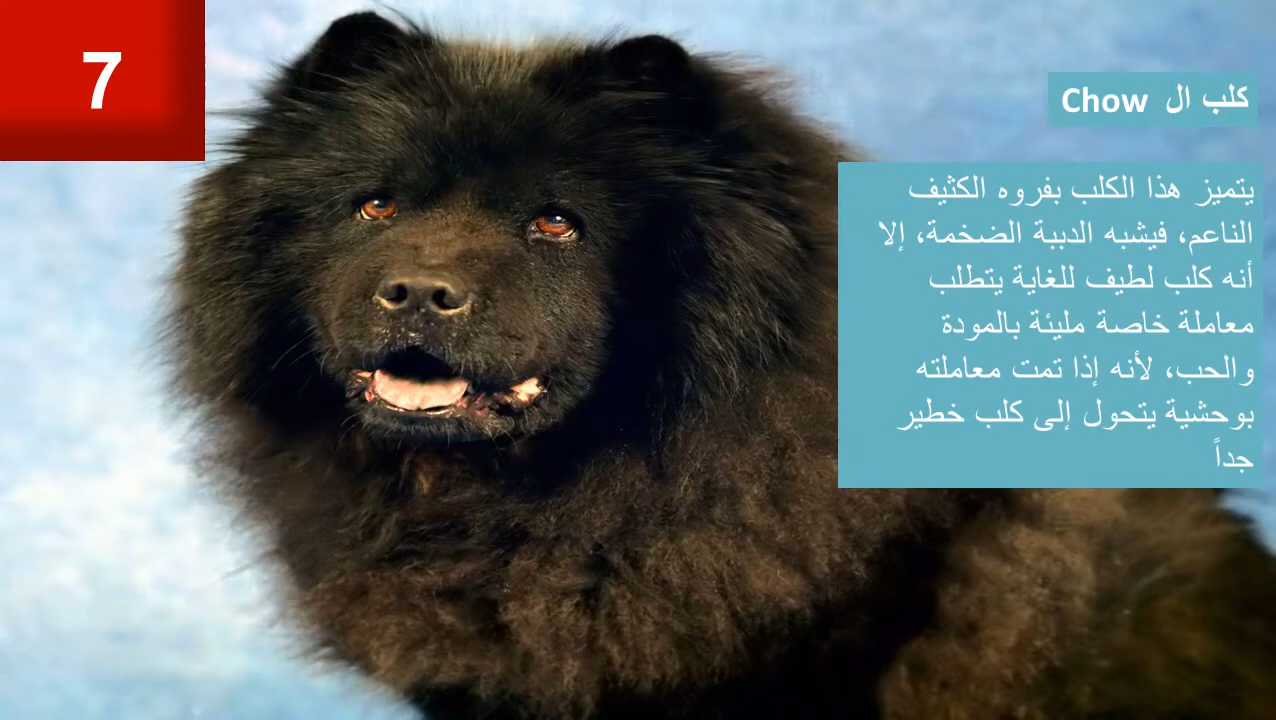 7
كلب ال Chow
يتميز هذا الكلب بفروه الكثيف
الناعم، فيشبه الدببة الضخمة، إلا
أنه كلب لطيف للغاية يتطلب
معاملة خاصة مليئة بالمودة
والحب، لأنه إذا تمت معاملته
بوحشية يتحول إلى كلب خطير
جداً